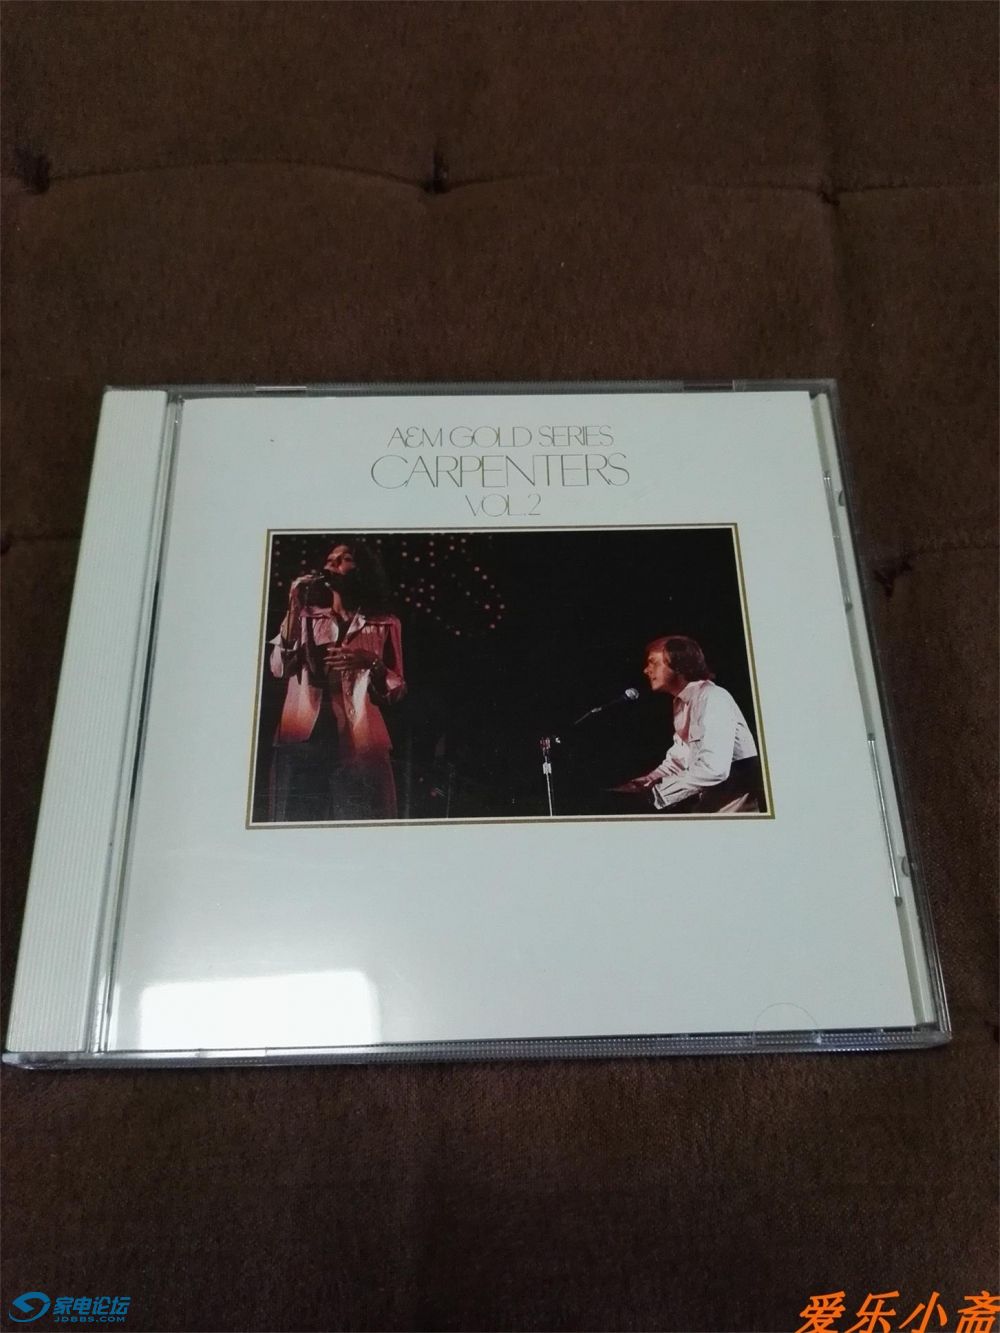 A&M GOLD SERIES
CARPENTERS
VOL.2
家电论坛
JDBBS.COM
爱乐小斋